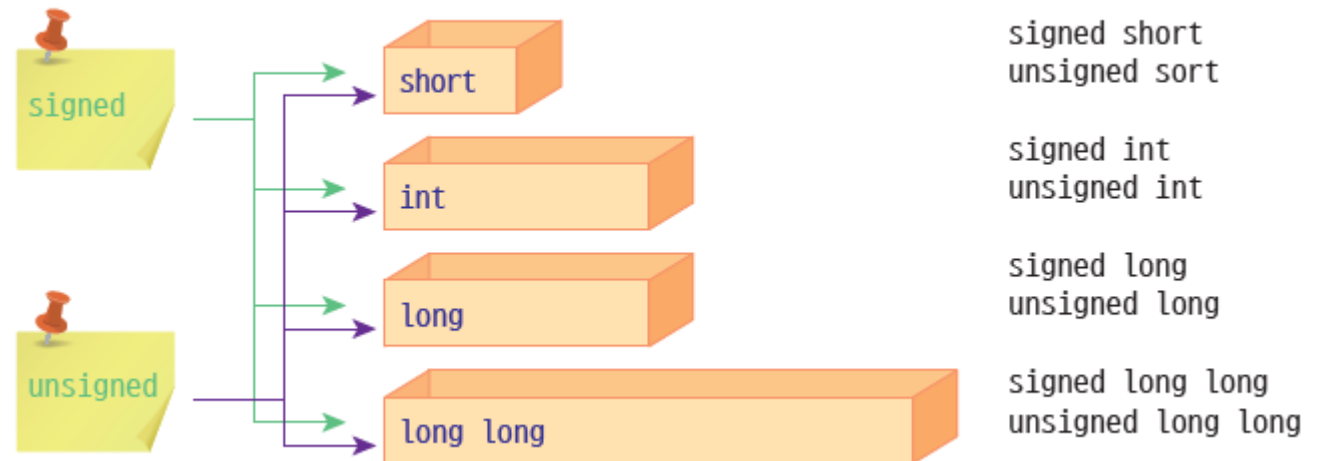 signed
unsigned
short
int
long
long long
signed short
unsigned sort
signed int
unsigned int
signed long
unsigned long
signed long long
unsigned long long